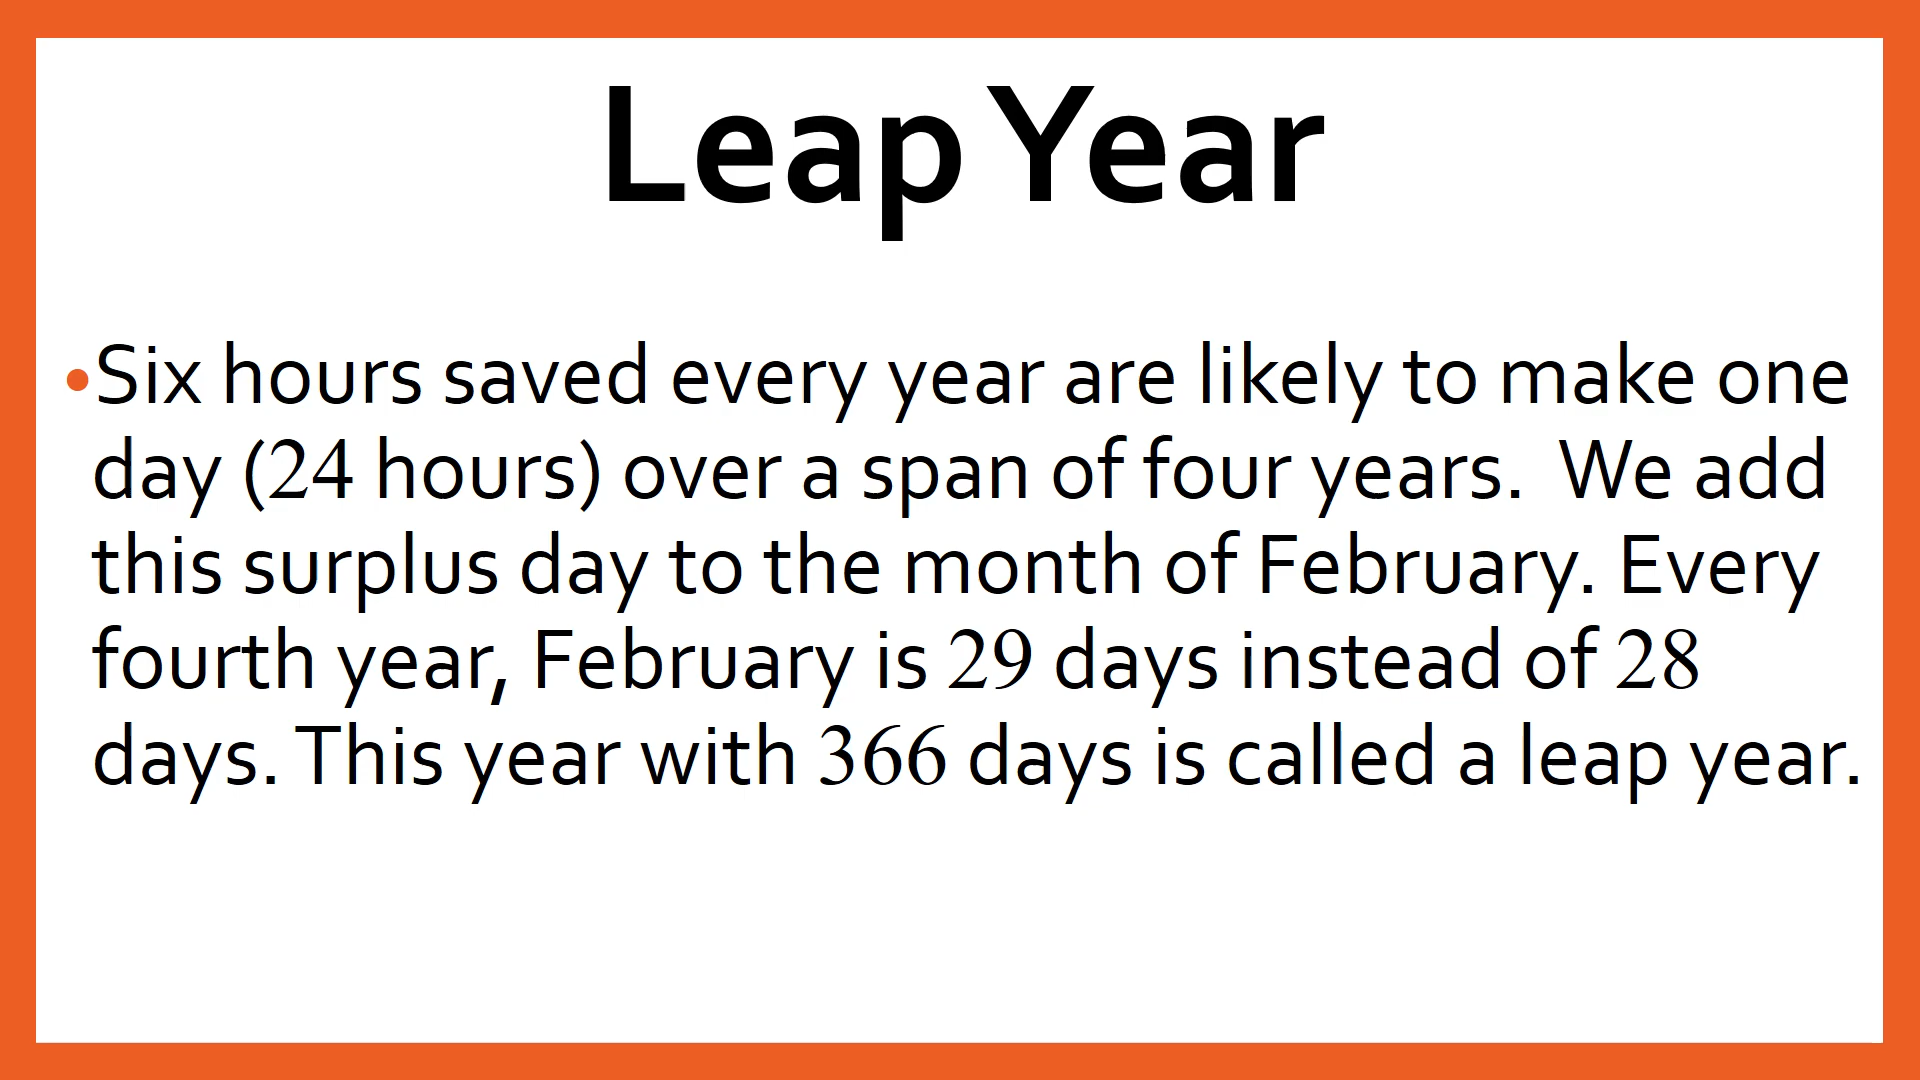 Leap Year
•Six hours saved every year are likely to make one
day (24 hours) over a span of four years.  We add
this surplus day to the month of February. Every
fourth year, February is 29 days instead of 28
days. This year with 366 days is called a leap year.